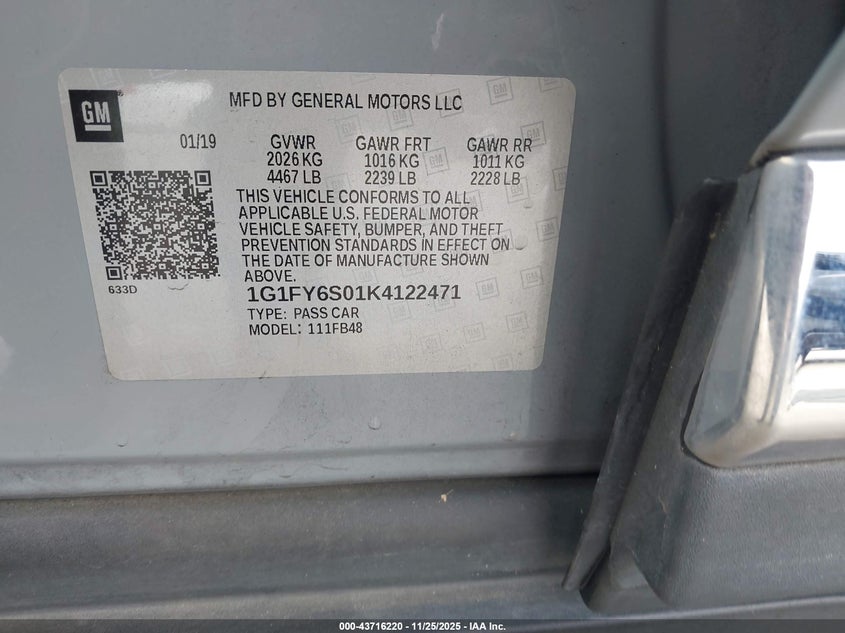 GM
MFD BY GENERAL MOTORS LLC
01/19 GVWR GAWR FRT GAWR RR
2026 KG 1016 KG 1011 KG
4467 LB 2239 LB 2228 LB
THIS VEHICLE CONFORMS TO ALL
APPLICABLE U.S. FEDERAL MOTOR
VEHICLE SAFETY, BUMPER, AND THEFT
PREVENTION STANDARDS IN EFFECT ON
THE DATE OF MANUFACTURE SHOWN
ABOVE.
633D
1G1FY6S01K4122471
TYPE: PASS CAR
MODEL: 111FB48
000-43716220 - 11/25/2025 - IAA Inc.